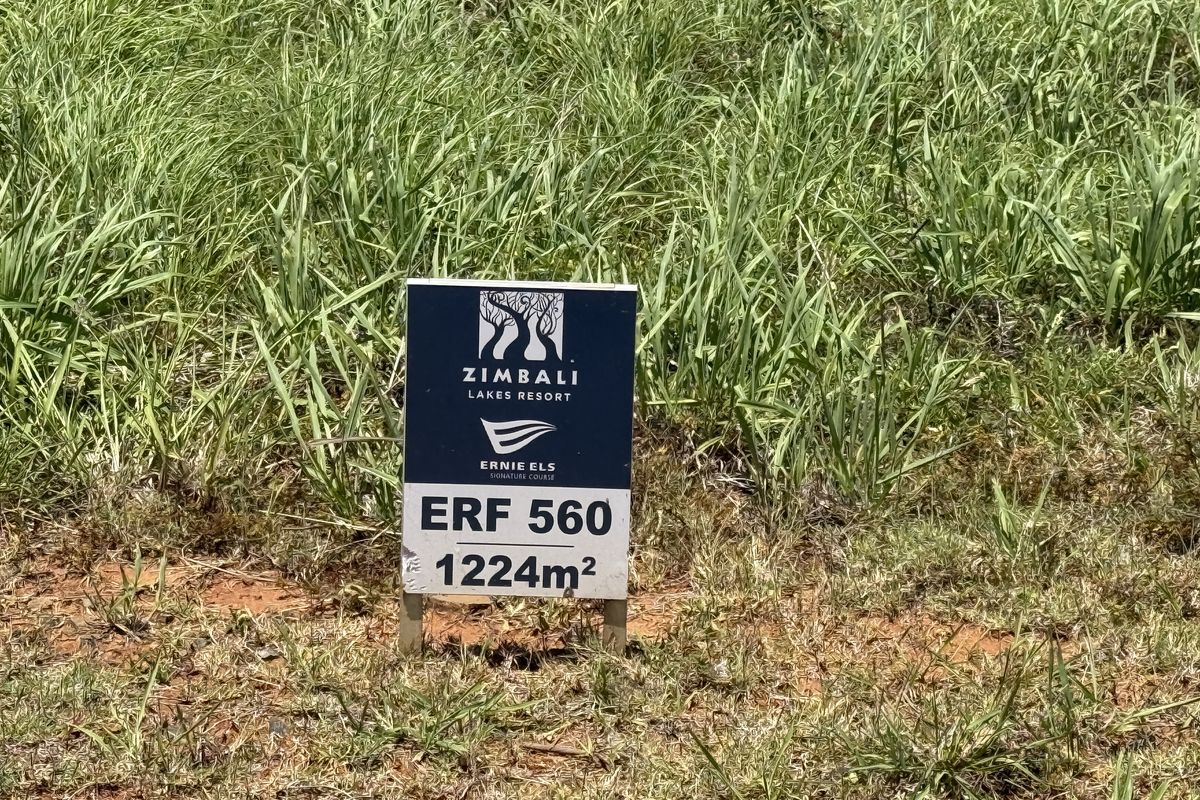 ZIMBALI
LAKES RESORT
ERNIE ELS
SIGNATURE COURSE
ERF 560
1224m²